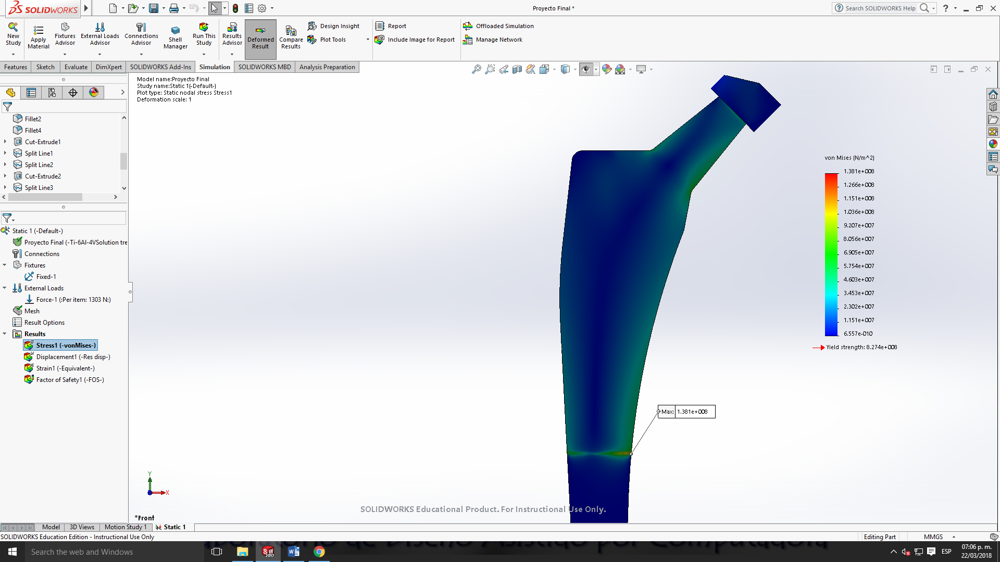 SOLIDWORKS
Proyecto Final *
Search SOLIDWORKS Help
New Study
Apply Material
Fixtures Advisor
External Loads Advisor
Connections Advisor
Shell Manager
Run This Study
Results Advisor
Deformed Result
Compare Results
Design Insight
Plot Tools
Report
Include Image for Report
Offloaded Simulation
Manage Network
Features
Sketch
Evaluate
DimXpert
SOLIDWORKS Add-Ins
Simulation
SOLIDWORKS MBD
Analysis Preparation
Model name:Proyecto Final
Study name:Static 1(-Default-)
Plot type: Static nodal stress Stress1
Deformation scale: 1
Fillet2
Fillet4
Cut-Extrude1
Split Line1
Split Line2
Cut-Extrude2
Split Line3
Static 1 (-Default-)
Proyecto Final (-Ti-6Al-4VSolution tre
Connections
Fixtures
Fixed-1
External Loads
Force-1 (:Per item: 1303 N:)
Mesh
Result Options
Results
Stress1 (-vonMises-)
Displacement1 (-Res disp-)
Strain1 (-Equivalent-)
Factor of Safety1 (-FOS-)
von Mises (N/m^2)
1.381e+008
1.266e+008
1.151e+008
1.036e+008
9.207e+007
8.056e+007
6.905e+007
5.754e+007
4.603e+007
3.453e+007
2.302e+007
1.151e+007
6.557e-010
Yield strength: 8.274e+008
Max: 1.381e+008
Y
X
SOLIDWORKS Educational Product. For Instructional Use Only.
*Front
Model
3D Views
Motion Study 1
Static 1
SOLIDWORKS Education Edition - Instructional Use Only
Editing Part
MMGS
Search the web and Windows
SW 2017
ESP
07:06 p. m.
22/03/2018